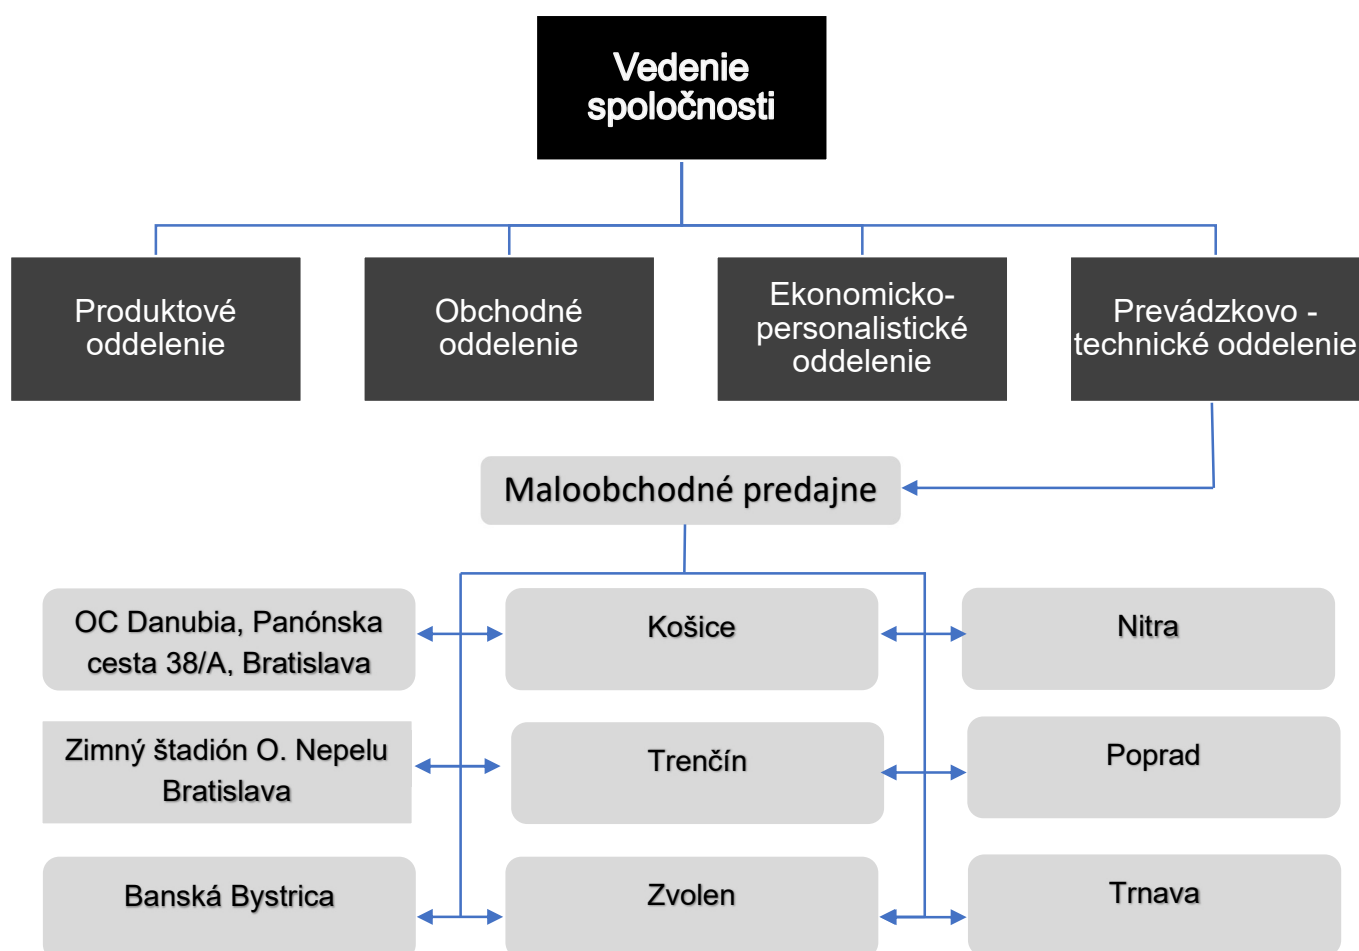 Vedenie
spoločnosti
Produktové
oddelenie
Obchodné
oddelenie
Ekonomicko-
personalistické
oddelenie
Prevádzkovo -
technické oddelenie
Maloobchodné predajne
OC Danubia, Panónska
cesta 38/A, Bratislava
Košice
Nitra
Zimný štadión O. Nepelu
Bratislava
Trenčín
Poprad
Banská Bystrica
Zvolen
Trnava